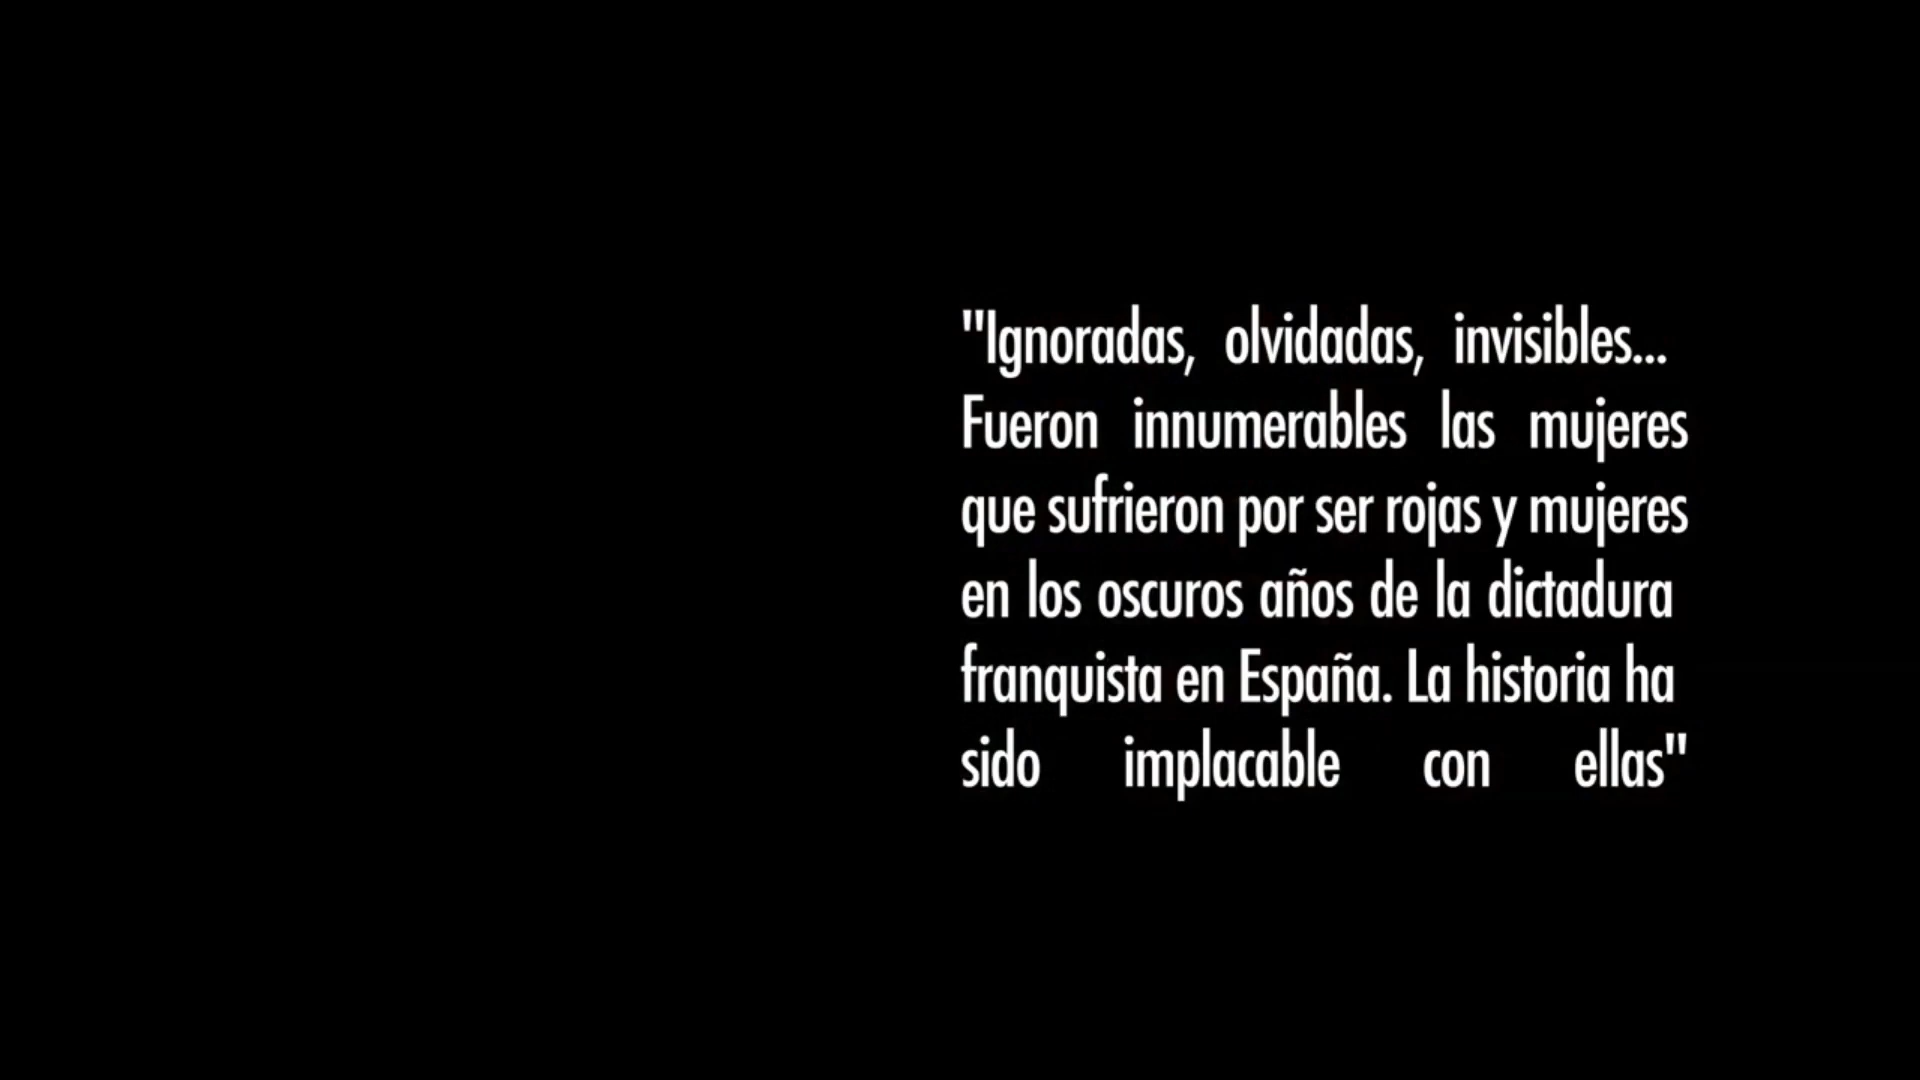 "Ignoradas, olvidadas, invisibles...
Fueron innumerables las mujeres
que sufrieron por ser rojas y mujeres
en los oscuros años de la dictadura
franquista en España. La historia ha
sido implacable con ellas"